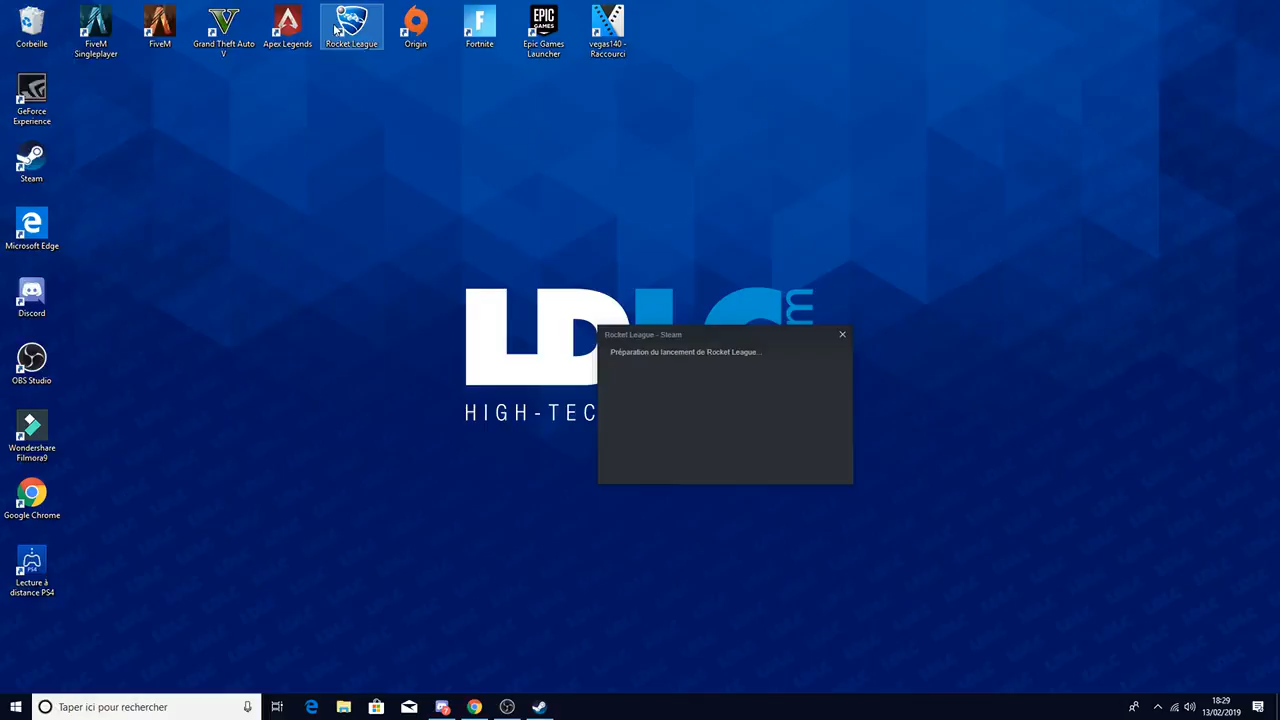 Corbeille
FiveM
Singleplayer
FiveM
Grand Theft Auto
V
Apex Legends
Rocket League
Origin
Fortnite
EPIC
GAMES
Epic Games
Launcher
vegas140 -
Raccourci
GeForce
Experience
Steam
Microsoft Edge
Discord
OBS Studio
Wondershare
Filmora9
Google Chrome
PS4
Lecture à
distance PS4
LDLC
m
HIGH-TEC
Rocket League - Steam
Préparation du lancement de Rocket League...
Taper ici pour rechercher
18:29
13/02/2019